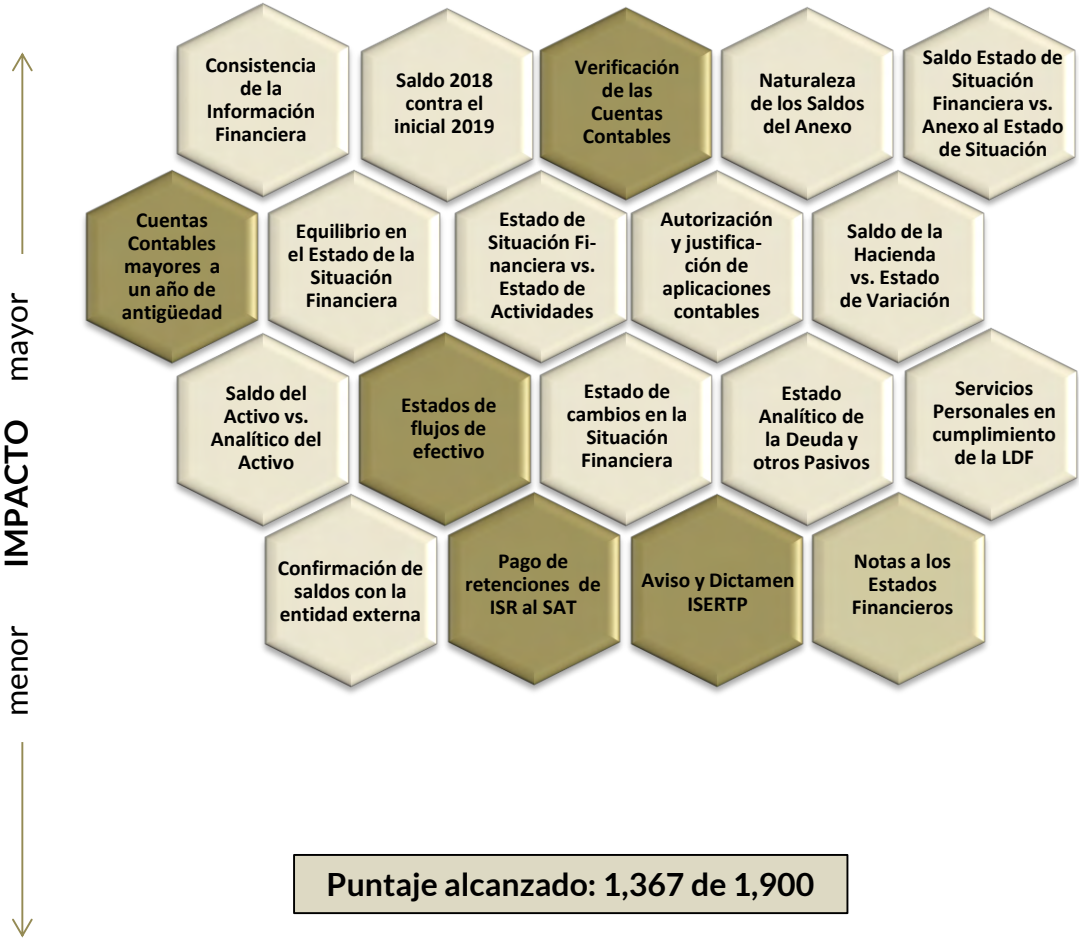 Consistencia
de la
Información
Financiera
Saldo 2018
contra el
inicial 2019
Verificación
de las
Cuentas
Contables
Naturaleza
de los Saldos
del Anexo
Saldo Estado de
Situación
Financiera vs.
Anexo al Estado
de Situación
Cuentas
Contables
mayores a
un año de
antigüedad
Equilibrio en
el Estado de la
Situación
Financiera
Estado de
Situación Fi-
nanciera vs.
Estado de
Actividades
Autorización
y justifica-
ción de
aplicaciones
contables
Saldo de la
Hacienda
vs. Estado
de Variación
Saldo del
Activo vs.
Analítico del
Activo
Estados de
flujos de
efectivo
Estado de
cambios en la
Situación
Financiera
Estado
Analítico de
la Deuda y
otros Pasivos
Servicios
Personales en
cumplimiento
de la LDF
Confirmación de
saldos con la
entidad externa
Pago de
retenciones de
ISR al SAT
Aviso y Dictamen
ISERTP
Notas a los
Estados
Financieros
menor IMPACTO mayor
Puntaje alcanzado: 1,367 de 1,900